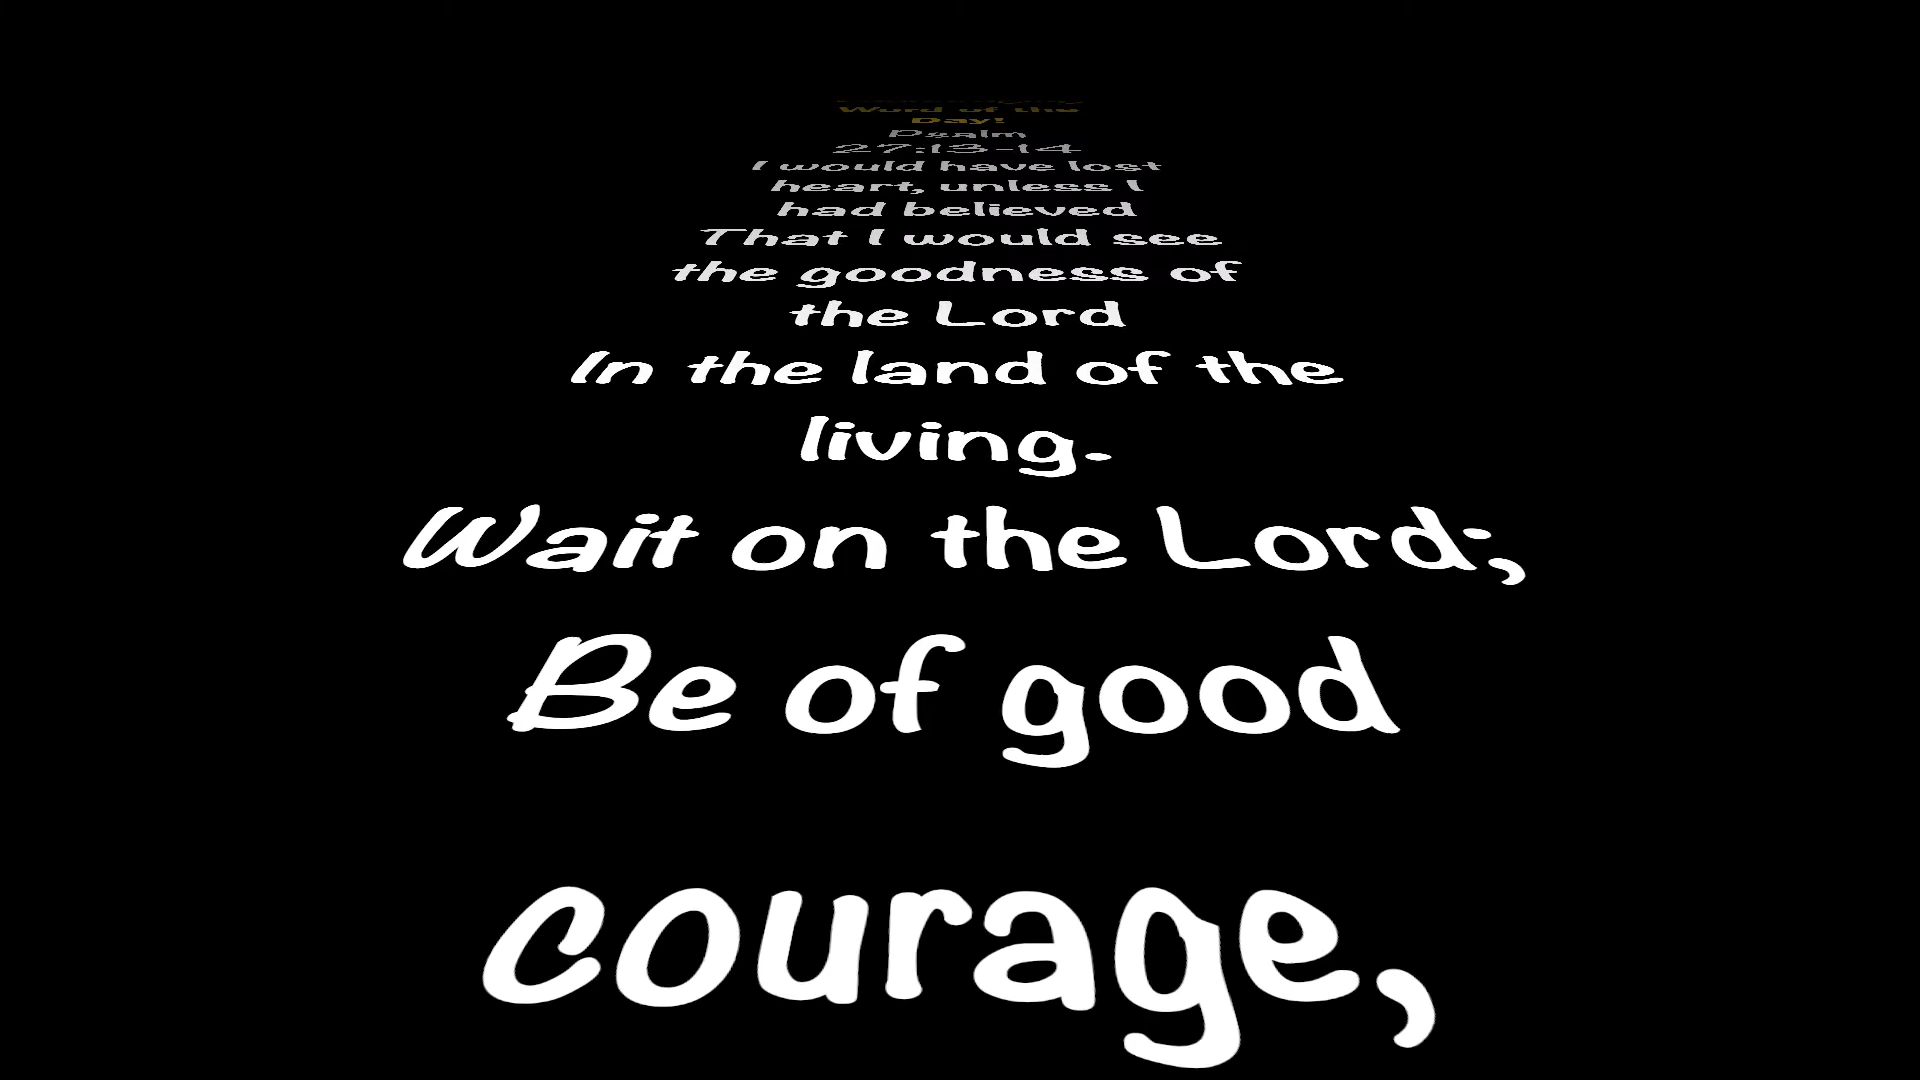 Word of the
Day!
Psalm
27:13-14
I would have lost
heart, unless I
had believed
That I would see
the goodness of
the Lord
In the land of the
living.
Wait on the Lord;
Be of good
courage,